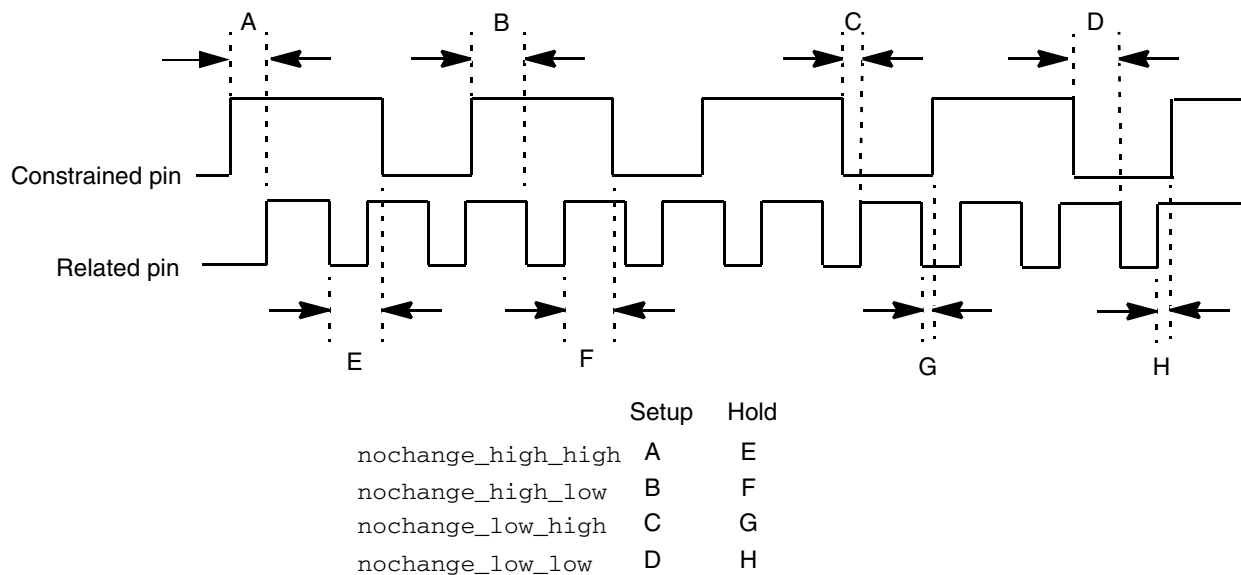 A B C D
Constrained pin
Related pin
E F G H
Setup Hold
nochange_high_high A E
nochange_high_low B F
nochange_low_high C G
nochange_low_low D H